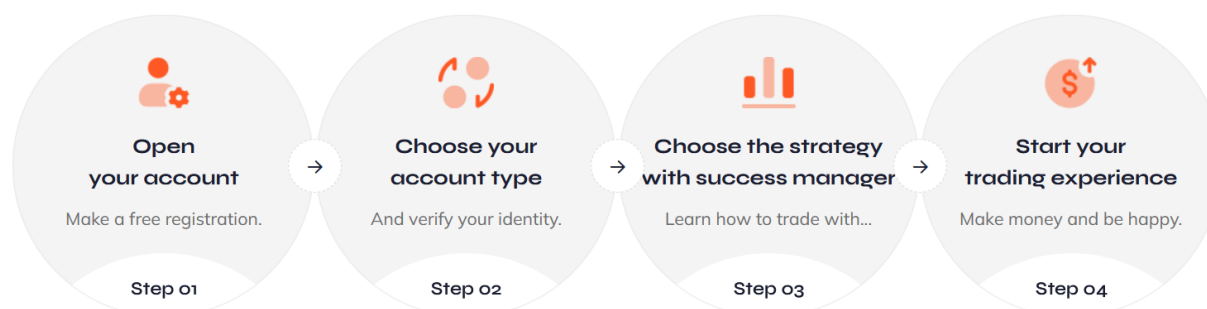 Open
your account
Make a free registration.
Step 01
Choose your
account type
And verify your identity.
Step 02
Choose the strategy
with success manager
Learn how to trade with...
Step 03
$
Start your
trading experience
Make money and be happy.
Step 04